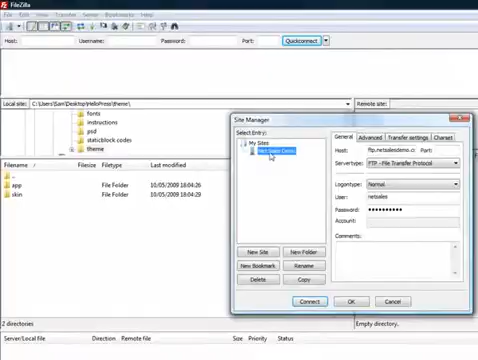 FileZilla
File Edit View Transfer Server Bookmarks Help
Host: Username: Password: Port: Quickconnect
Local site: C:\Users\Sam\Desktop\HelloPress\theme\ Remote site:
fonts
instructions
psd
staticblock codes
theme
Filename Filesize Filetype Last modified
..
app File Folder 10/05/2009 18:04:26
skin File Folder 10/05/2009 18:04:29
2 directories Empty directory.
Server/Local file Direction Remote file Size Priority Status
Site Manager
Select Entry:
My Sites
Net Sales Demo
New Site New Folder
New Bookmark Rename
Delete Copy
General Advanced Transfer settings Charset
Host: ftp.netsalesdemo.co Port:
Servertype: FTP - File Transfer Protocol
Logontype: Normal
User: netsales
Password: ••••••••••
Account:
Comments:
Connect OK Cancel